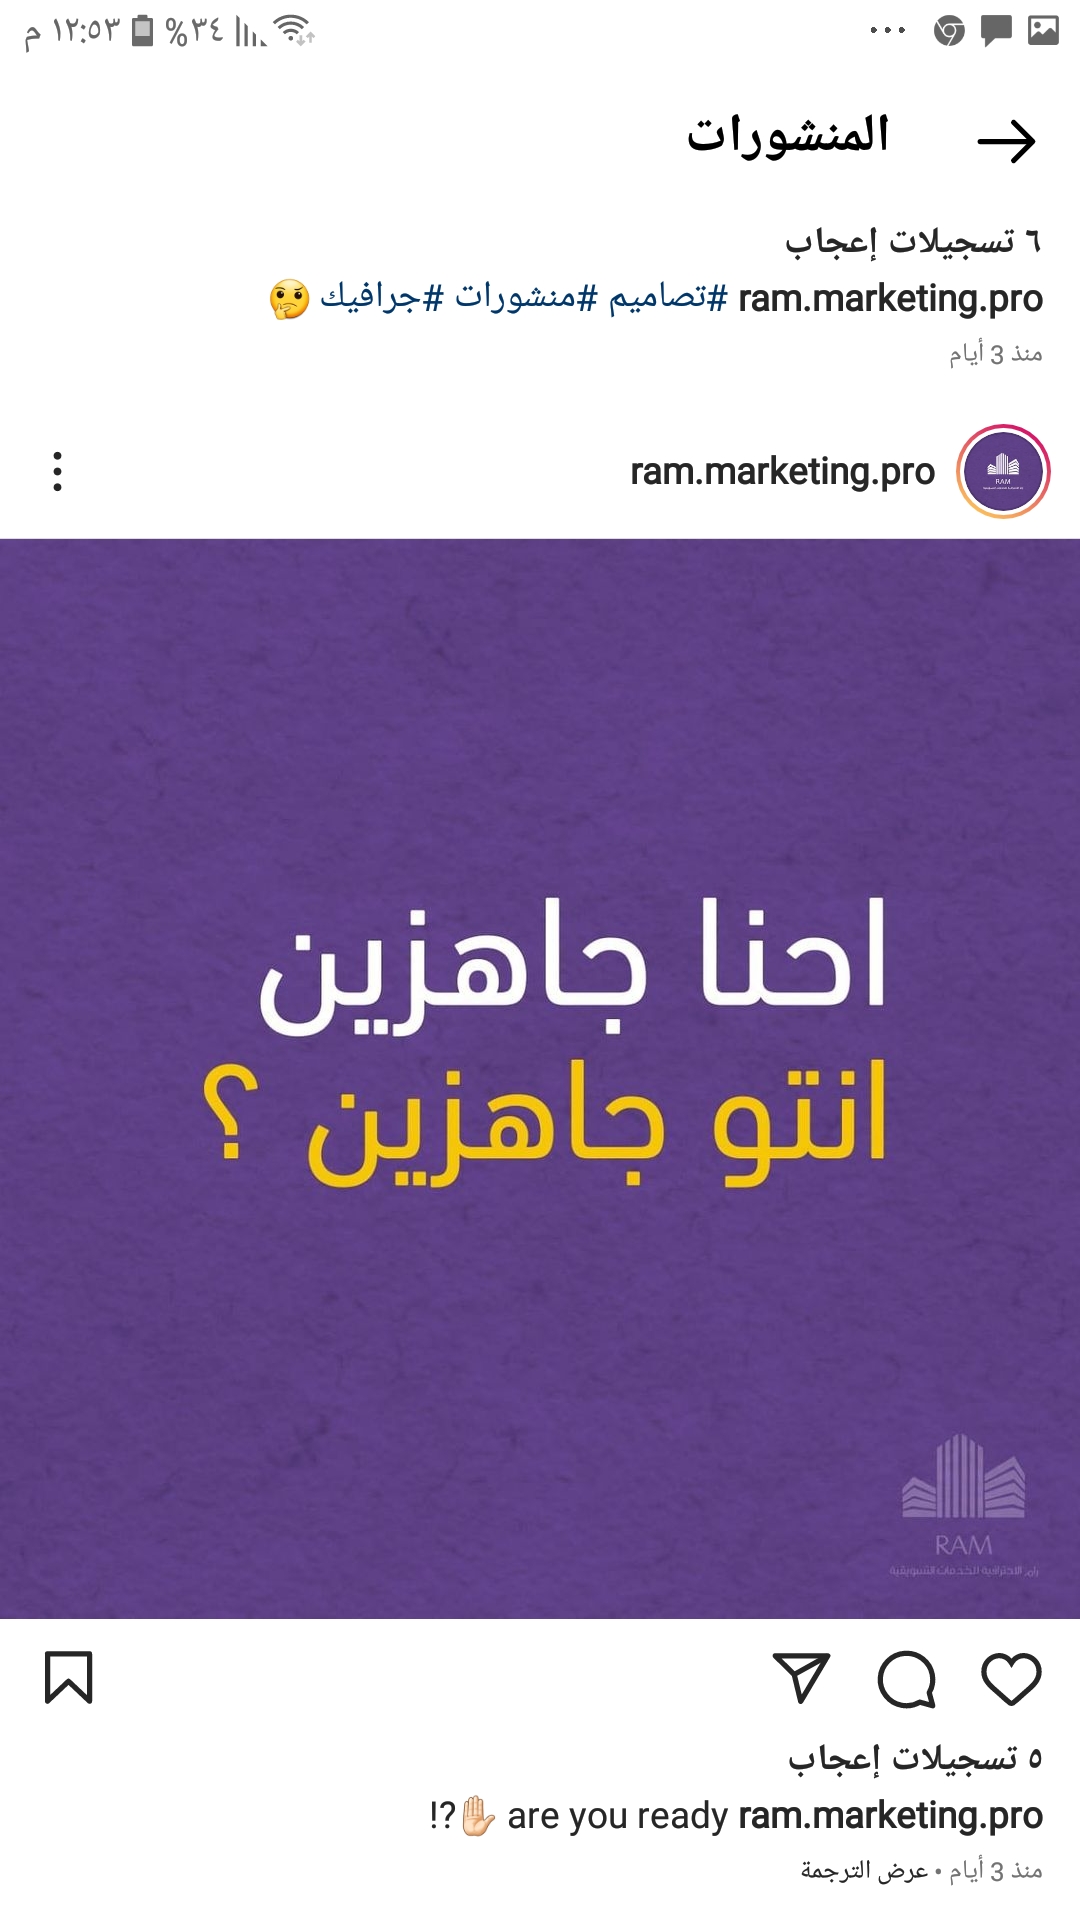 ١٢:٥٣ م
٣٤%
المنشورات
٦ تسجيلات إعجاب
ram.marketing.pro #تصاميم #منشورات #جرافيك 🤔
منذ 3 أيام
ram.marketing.pro
RAM
احنا جاهزين
انتو جاهزين ؟
RAM
رام الاحترافية للخدمات التسويقية
٥ تسجيلات إعجاب
ram.marketing.pro are you ready ✋🏻?!
منذ 3 أيام • عرض الترجمة